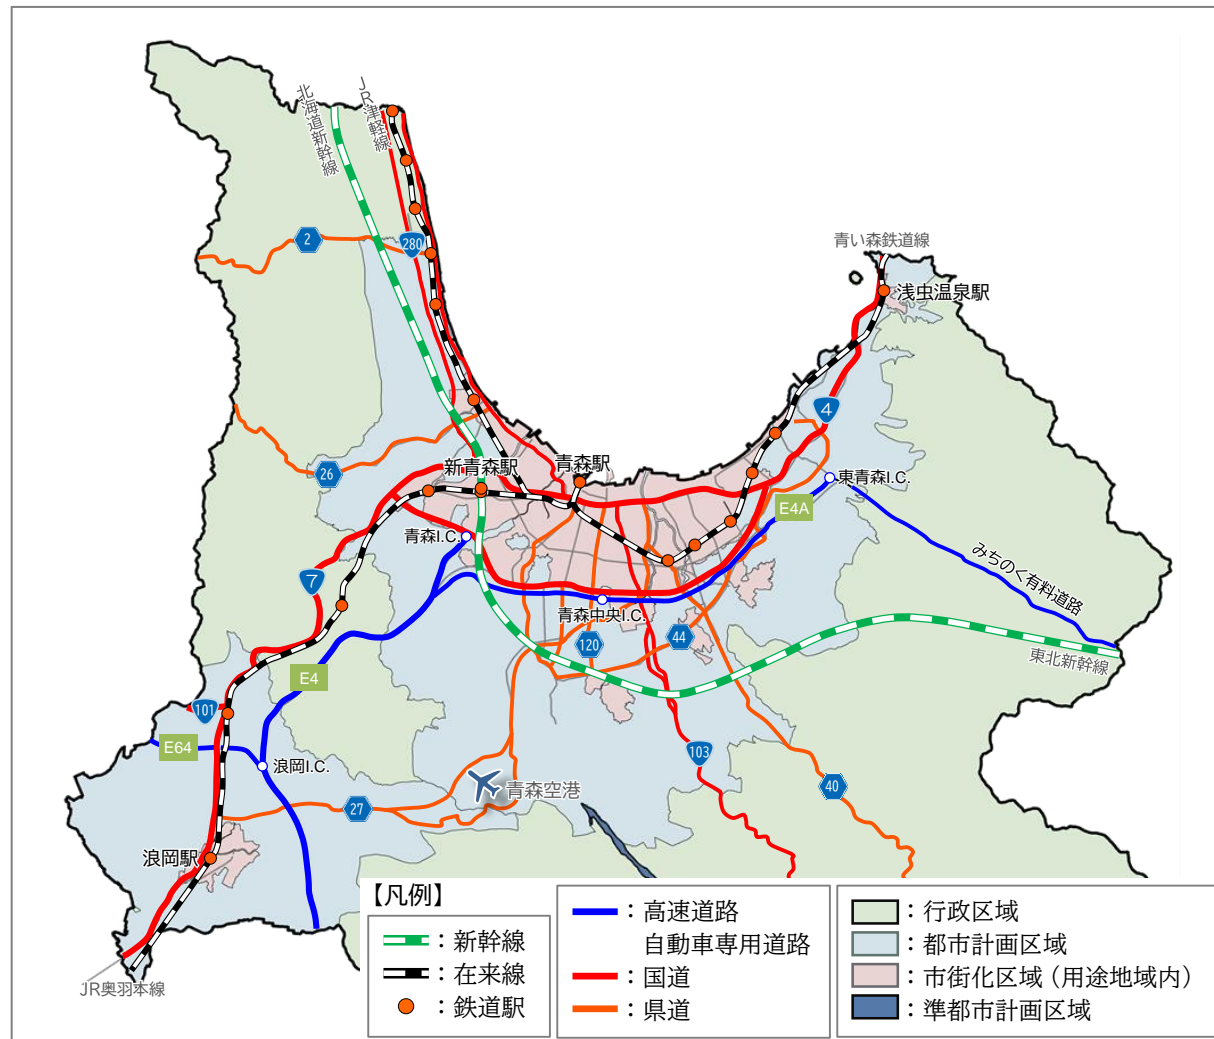 北海道新幹線
JR津軽線
2
280
青い森鉄道線
浅虫温泉駅
4
26
新青森駅
青森駅
東青森I.C.
E4A
青森I.C.
みちのく有料道路
7
青森中央I.C.
120
44
東北新幹線
E4
101
E64
103
浪岡I.C.
青森空港
40
27
浪岡駅
JR奥羽本線
【凡例】
：新幹線
：在来線
：鉄道駅
：高速道路
自動車専用道路
：国道
：県道
：行政区域
：都市計画区域
：市街化区域（用途地域内）
：準都市計画区域